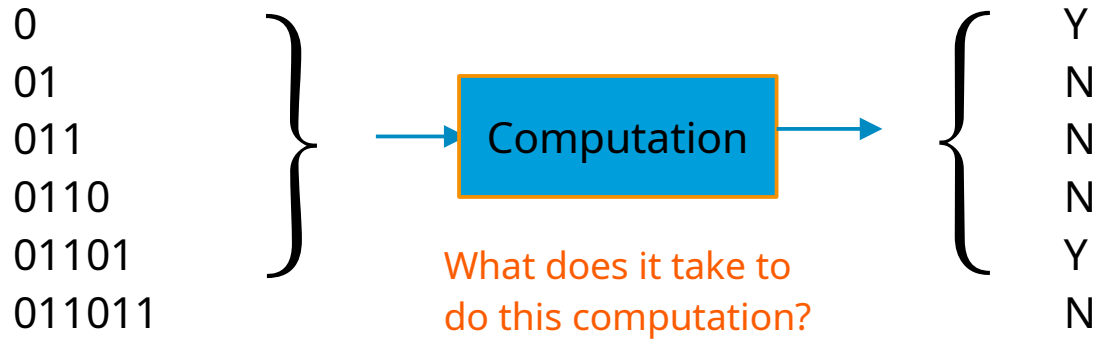 0
01
011
0110
01101
011011
Computation
What does it take to
do this computation?
Y
N
N
N
Y
N